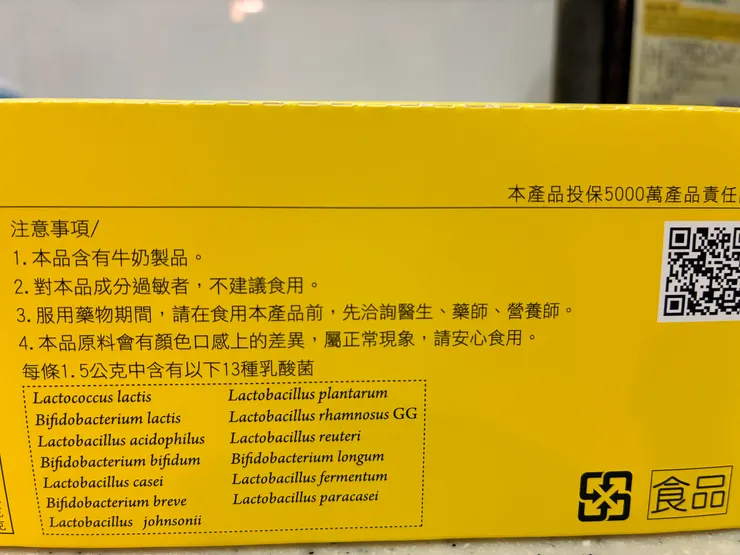 本產品投保5000萬產品責任
注意事項/
1.本品含有牛奶製品。
2.對本品成分過敏者，不建議食用。
3.服用藥物期間，請在食用本產品前，先洽詢醫生、藥師、營養師。
4.本品原料會有顏色口感上的差異，屬正常現象，請安心食用。
每條1.5公克中含有以下13種乳酸菌
Lactococcus lactis
Bifidobacterium lactis
Lactobacillus acidophilus
Bifidobacterium bifidum
Lactobacillus casei
Bifidobacterium breve
Lactobacillus johnsonii
Lactobacillus plantarum
Lactobacillus rhamnosus GG
Lactobacillus reuteri
Bifidobacterium longum
Lactobacillus fermentum
Lactobacillus paracasei
食品